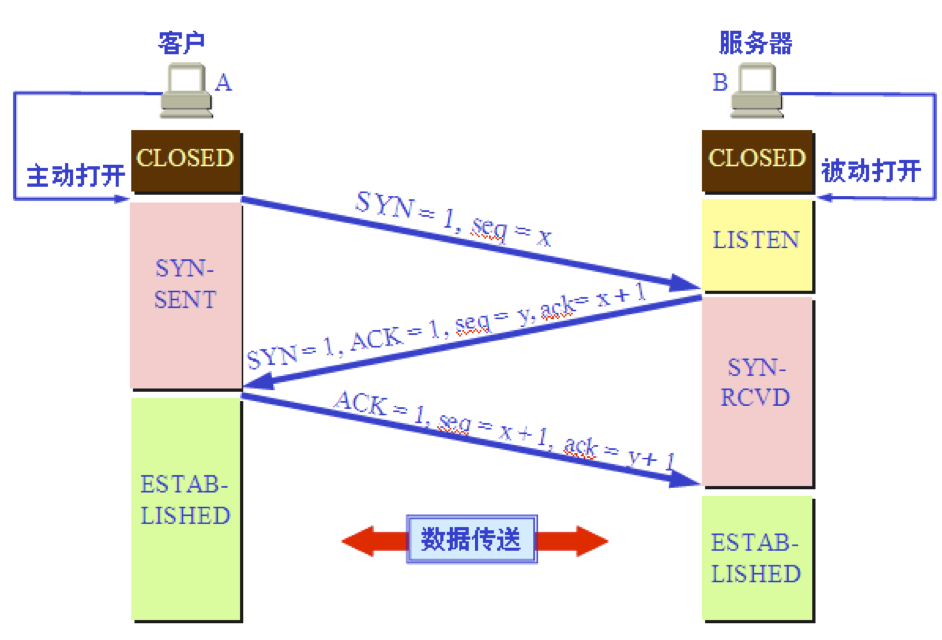 客户
服务器
A
B
CLOSED
CLOSED
主动打开
被动打开
SYN = 1, seq = x
LISTEN
SYN-
SENT
SYN = 1, ACK = 1, seq = y, ack= x + 1
SYN-
RCVD
ACK = 1, seq = x + 1, ack = y + 1
ESTAB-
LISHED
数据传送
ESTAB-
LISHED